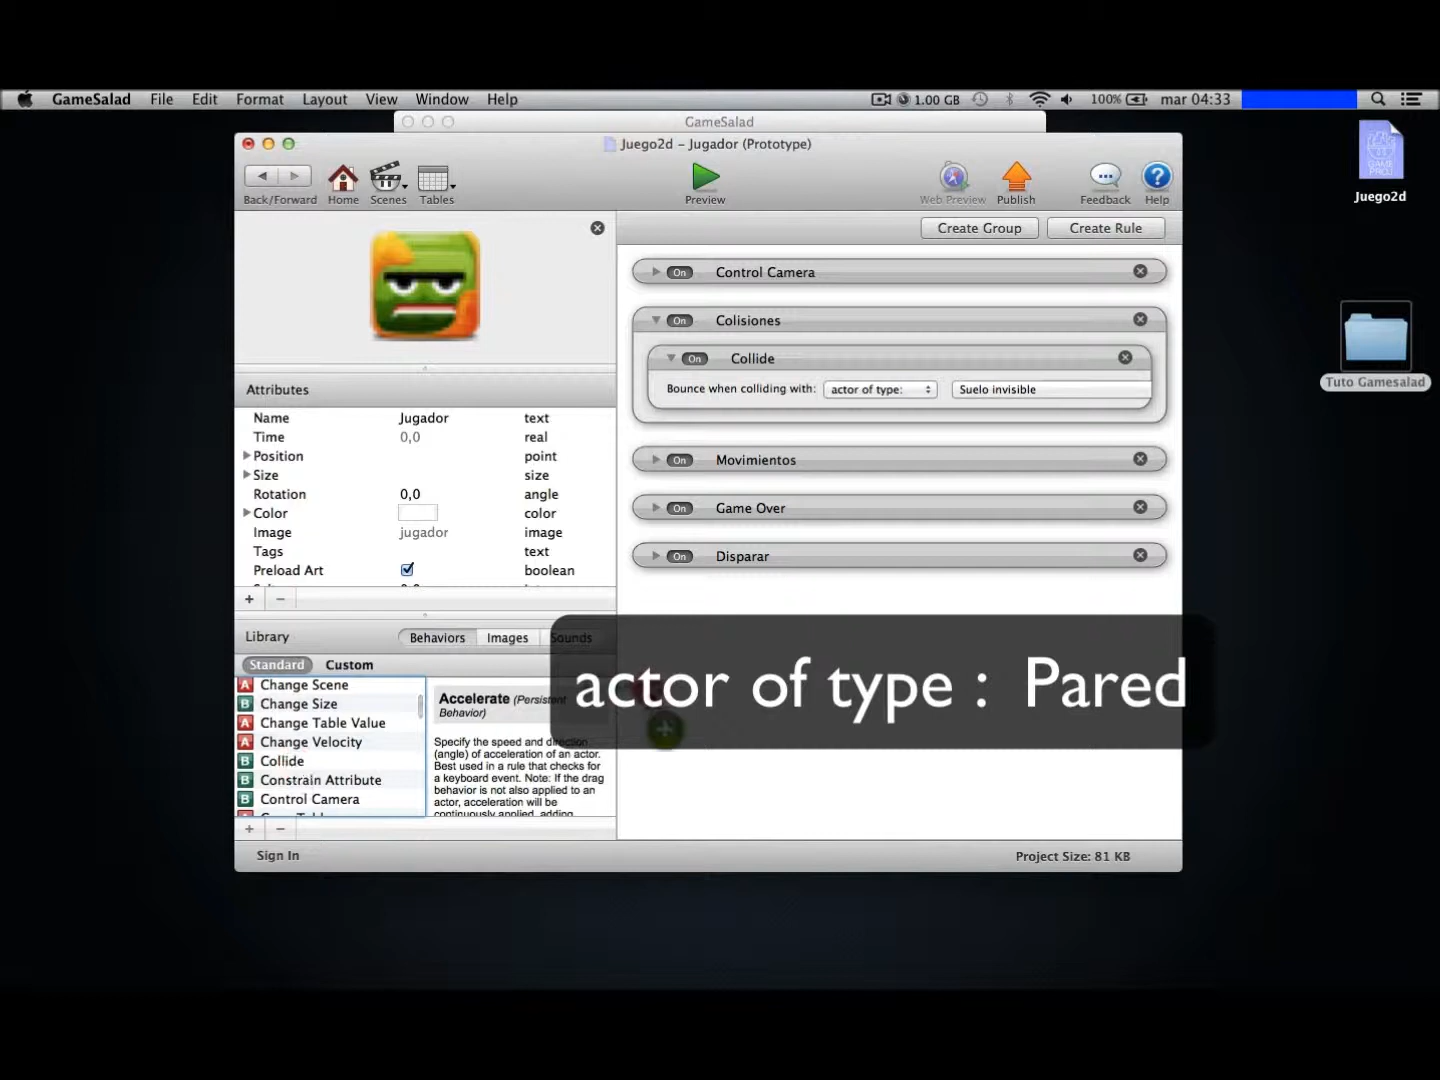 GameSalad File Edit Format Layout View Window Help 1.00 GB 100% mar 04:33
GameSalad
Juego2d – Jugador (Prototype)
Back/Forward Home Scenes Tables Preview Web Preview Publish Feedback Help
Create Group Create Rule
Control Camera
On
Colisiones
On
Collide
On
Bounce when colliding with: actor of type: Suelo invisible
On Movimientos
On Game Over
On Disparar
Attributes
Name Jugador text
Time 0,0 real
Position point
Size size
Rotation 0,0 angle
Color color
Image jugador image
Tags text
Preload Art boolean
+ −
Library Behaviors Images Sounds
Standard Custom
A Change Scene
B Change Size
A Change Table Value
A Change Velocity
B Collide
B Constrain Attribute
B Control Camera
Accelerate (Persistent
Behavior)
Specify the speed and direction
(angle) of acceleration of an actor.
Best used in a rule that checks for
a keyboard event. Note: If the drag
behavior is not also applied to an
actor, acceleration will be
continuously applied, adding
+ −
Sign In
Project Size: 81 KB
actor of type : Pared
Juego2d
Tuto Gamesalad